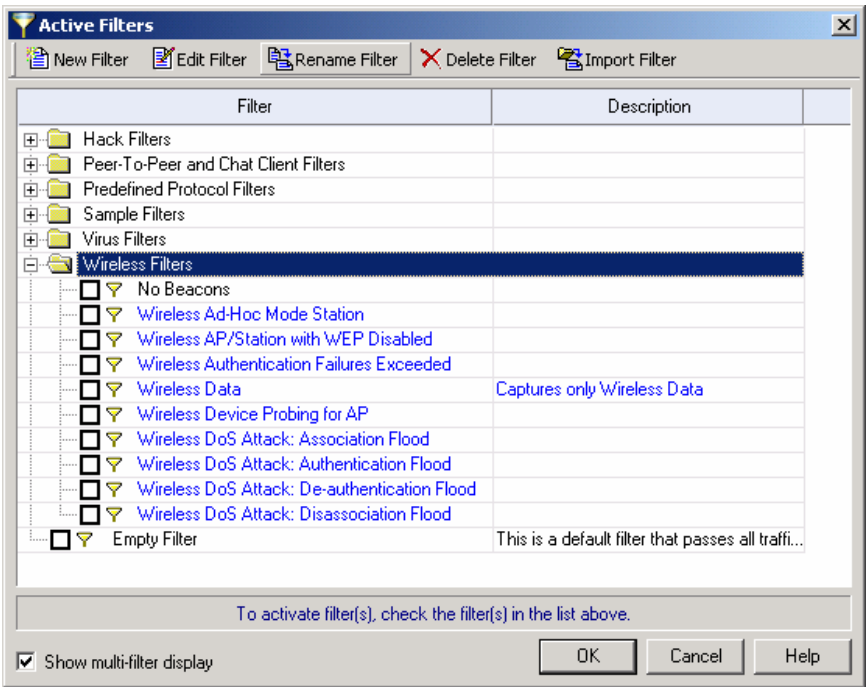 Active Filters
New Filter Edit Filter Rename Filter Delete Filter Import Filter
Filter Description
Hack Filters
Peer-To-Peer and Chat Client Filters
Predefined Protocol Filters
Sample Filters
Virus Filters
Wireless Filters
No Beacons
Wireless Ad-Hoc Mode Station
Wireless AP/Station with WEP Disabled
Wireless Authentication Failures Exceeded
Wireless Data Captures only Wireless Data
Wireless Device Probing for AP
Wireless DoS Attack: Association Flood
Wireless DoS Attack: Authentication Flood
Wireless DoS Attack: De-authentication Flood
Wireless DoS Attack: Disassociation Flood
Empty Filter This is a default filter that passes all traffi...
To activate filter(s), check the filter(s) in the list above.
Show multi-filter display OK Cancel Help